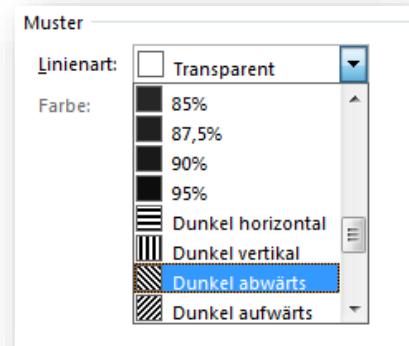 Muster
Linienart: Transparent
Farbe:
85%
87,5%
90%
95%
Dunkel horizontal
Dunkel vertikal
Dunkel abwärts
Dunkel aufwärts